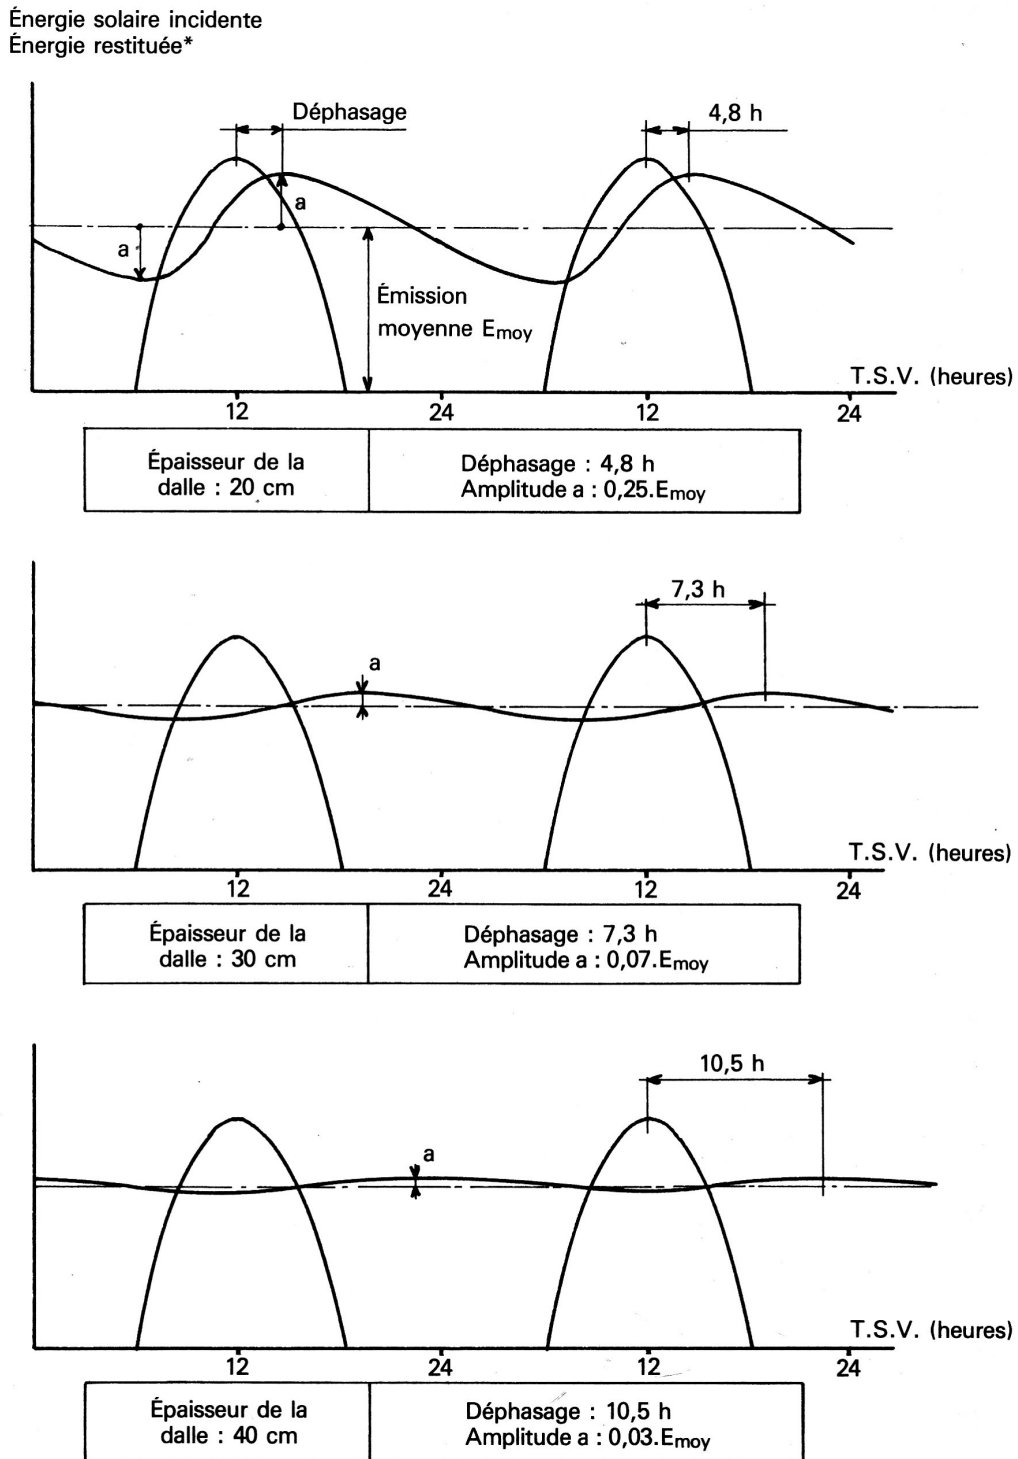 Énergie solaire incidente
Énergie restituée*
Déphasage
4,8 h
a
a
Émission
moyenne Emoy
T.S.V. (heures)
12
24
12
24
Épaisseur de la
dalle : 20 cm
Déphasage : 4,8 h
Amplitude a : 0,25.Emoy
7,3 h
a
T.S.V. (heures)
12
24
12
24
Épaisseur de la
dalle : 30 cm
Déphasage : 7,3 h
Amplitude a : 0,07.Emoy
10,5 h
a
T.S.V. (heures)
12
24
12
24
Épaisseur de la
dalle : 40 cm
Déphasage : 10,5 h
Amplitude a : 0,03.Emoy